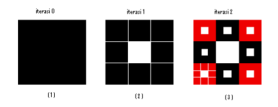 iterasi 0
iterasi 1
iterasi 2
(1)
(2)
(3)